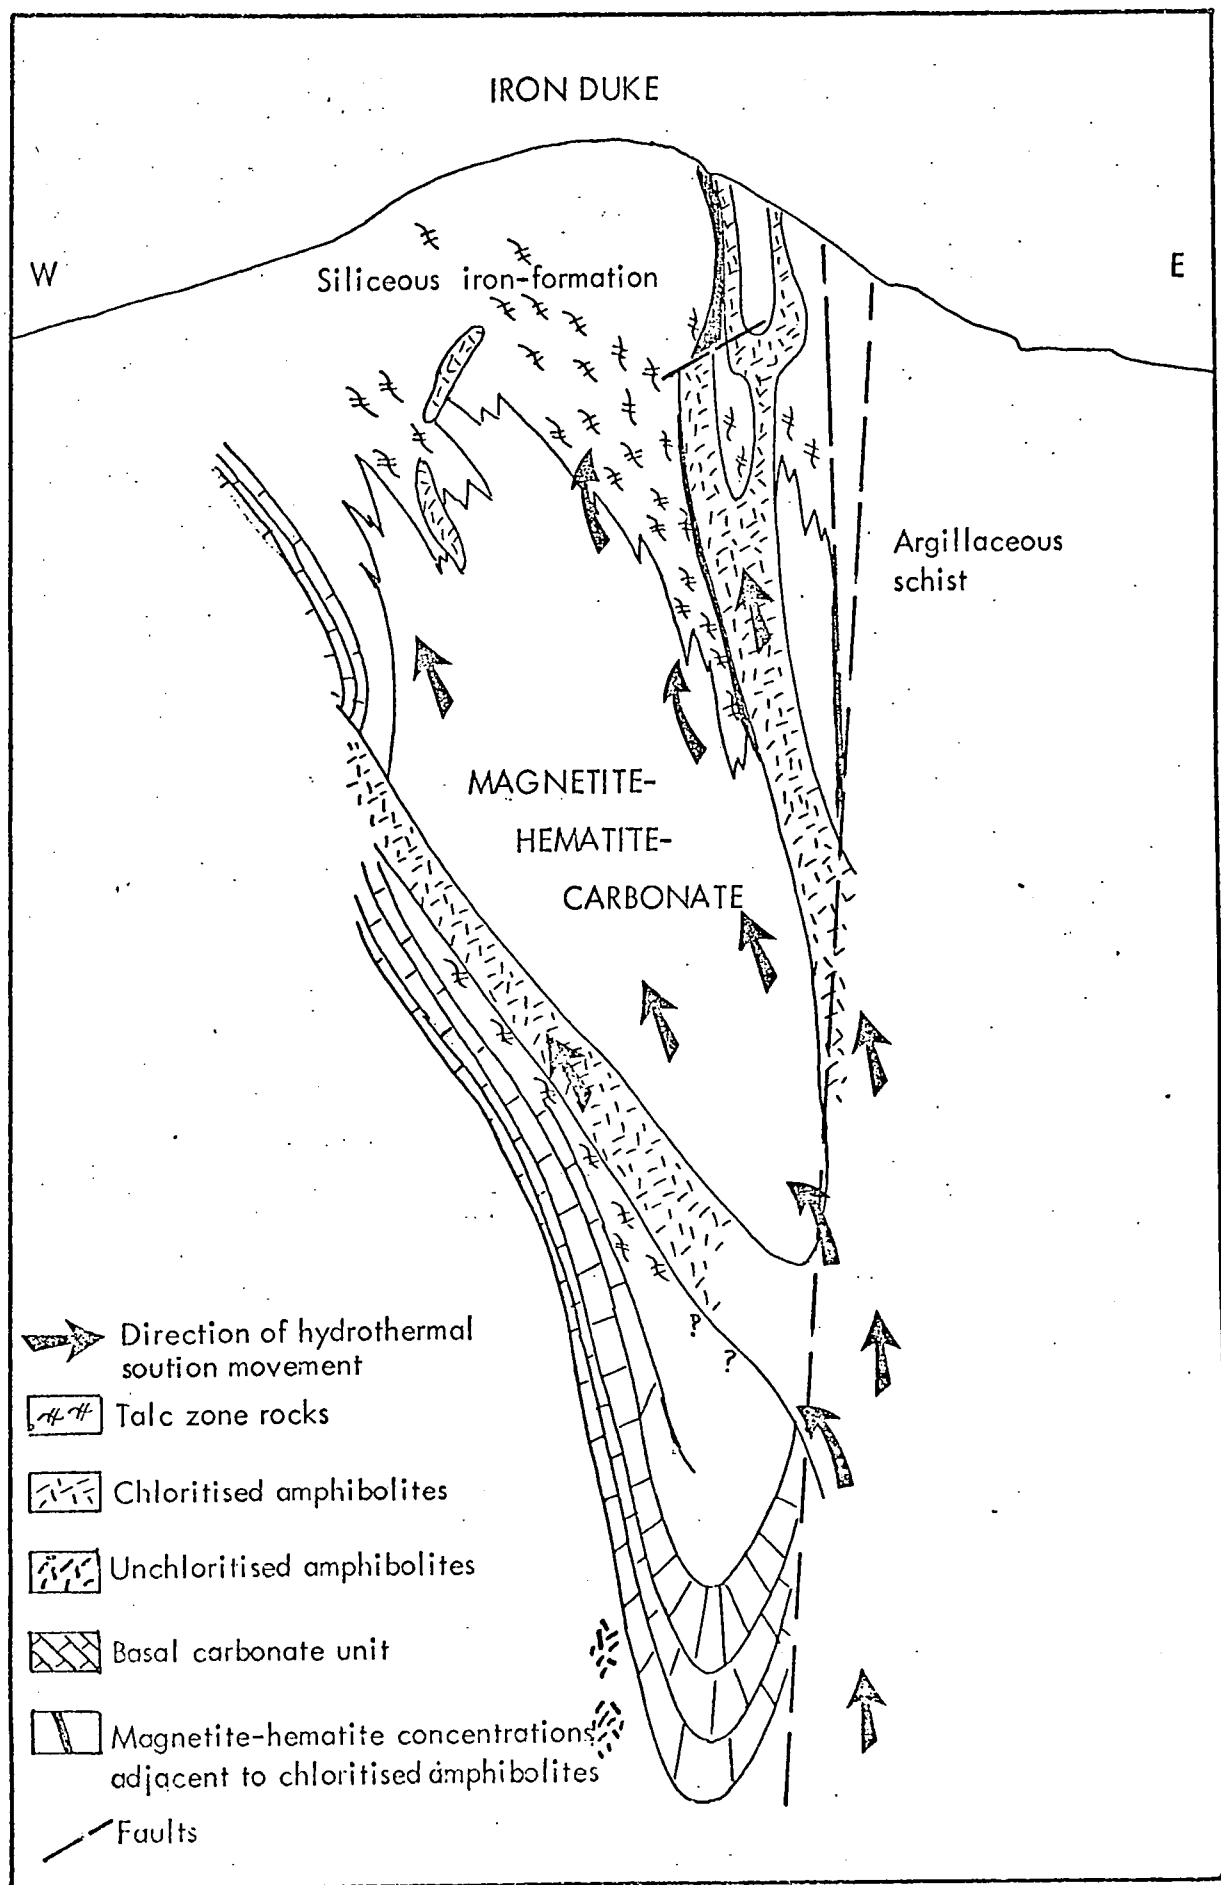 IRON DUKE
W
E
Siliceous iron-formation
Argillaceous
schist
MAGNETITE-
HEMATITE-
CARBONATE
?
?
Direction of hydrothermal
soution movement
Talc zone rocks
Chloritised amphibolites
Unchloritised amphibolites
Basal carbonate unit
Magnetite-hematite concentrations
adjacent to chloritised amphibolites
Faults